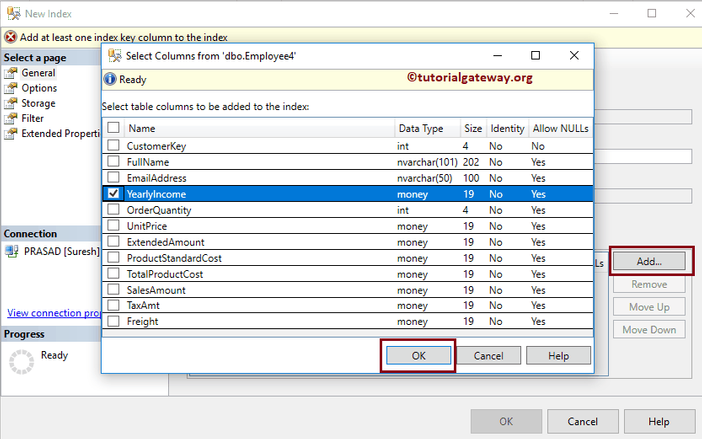 New Index
Add at least one index key column to the index
Select a page
General
Options
Storage
Filter
Extended Properti
Connection
PRASAD [Suresh]
View connection prop
Progress
Ready
Select Columns from 'dbo.Employee4'
Ready
©tutorialgateway.org
Select table columns to be added to the index:
Name Data Type Size Identity Allow NULLs
CustomerKey int 4 No No
FullName nvarchar(101) 202 No Yes
EmailAddress nvarchar(50) 100 No Yes
YearlyIncome money 19 No Yes
OrderQuantity int 4 No Yes
UnitPrice money 19 No Yes
ExtendedAmount money 19 No Yes
ProductStandardCost money 19 No Yes
TotalProductCost money 19 No Yes
SalesAmount money 19 No Yes
TaxAmt money 19 No Yes
Freight money 19 No Yes
OK Cancel Help
Ls
Add...
Remove
Move Up
Move Down
OK Cancel Help